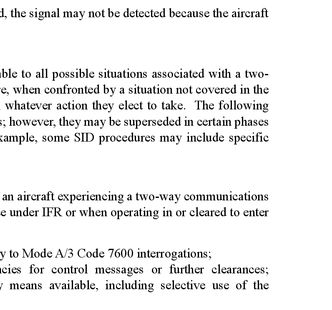 d, the signal may not be detected because the aircraft
ble to all possible situations associated with a two-
e, when confronted by a situation not covered in the
whatever action they elect to take. The following
s; however, they may be superseded in certain phases
xample, some SID procedures may include specific
an aircraft experiencing a two-way communications
e under IFR or when operating in or cleared to enter
y to Mode A/3 Code 7600 interrogations;
cies for control messages or further clearances;
y means available, including selective use of the